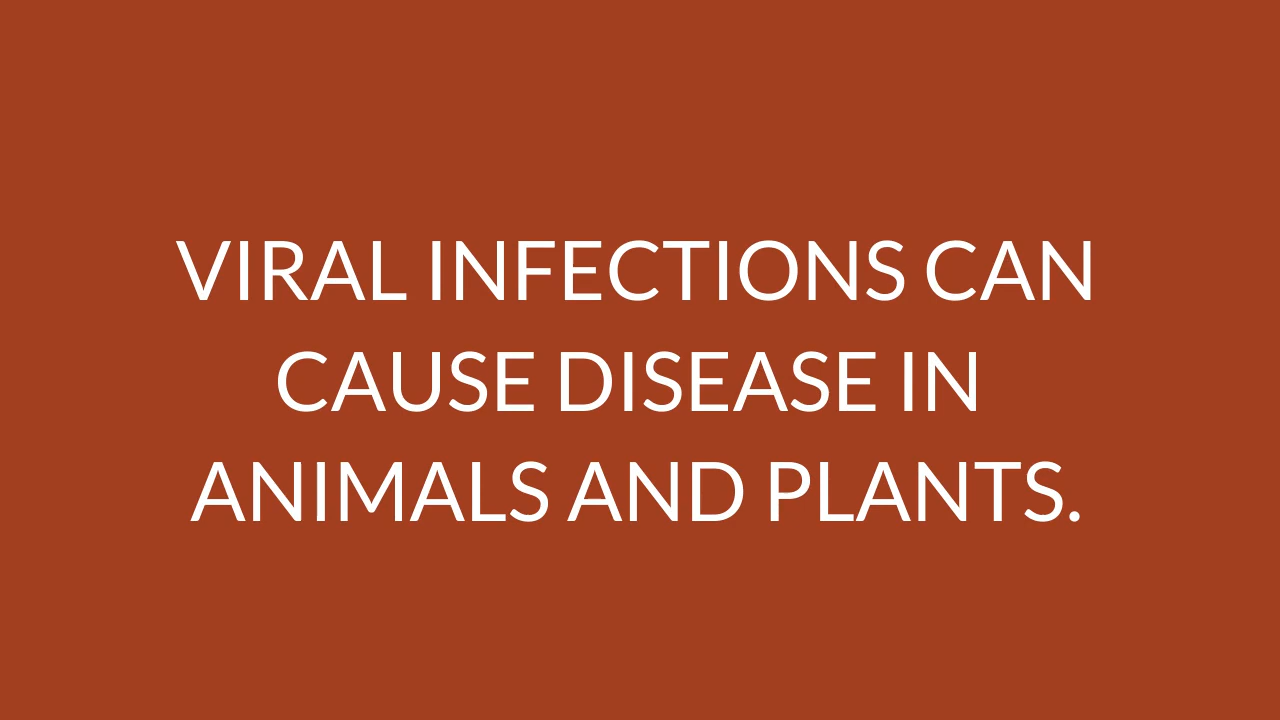 VIRAL INFECTIONS CAN
CAUSE DISEASE IN
ANIMALS AND PLANTS.